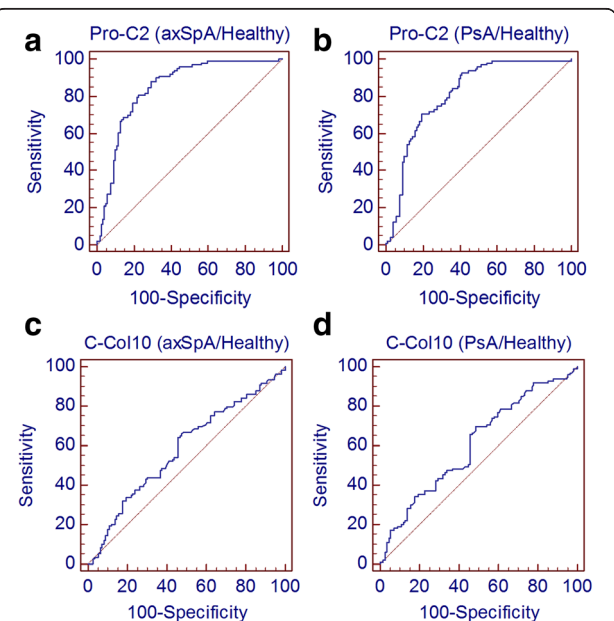 a
Pro-C2 (axSpA/Healthy)
100
80
60
40
20
0
Sensitivity
0 20 40 60 80 100
100-Specificity
b
Pro-C2 (PsA/Healthy)
100
80
60
40
20
0
Sensitivity
0 20 40 60 80 100
100-Specificity
c
C-Col10 (axSpA/Healthy)
100
80
60
40
20
0
Sensitivity
0 20 40 60 80 100
100-Specificity
d
C-Col10 (PsA/Healthy)
100
80
60
40
20
0
Sensitivity
0 20 40 60 80 100
100-Specificity